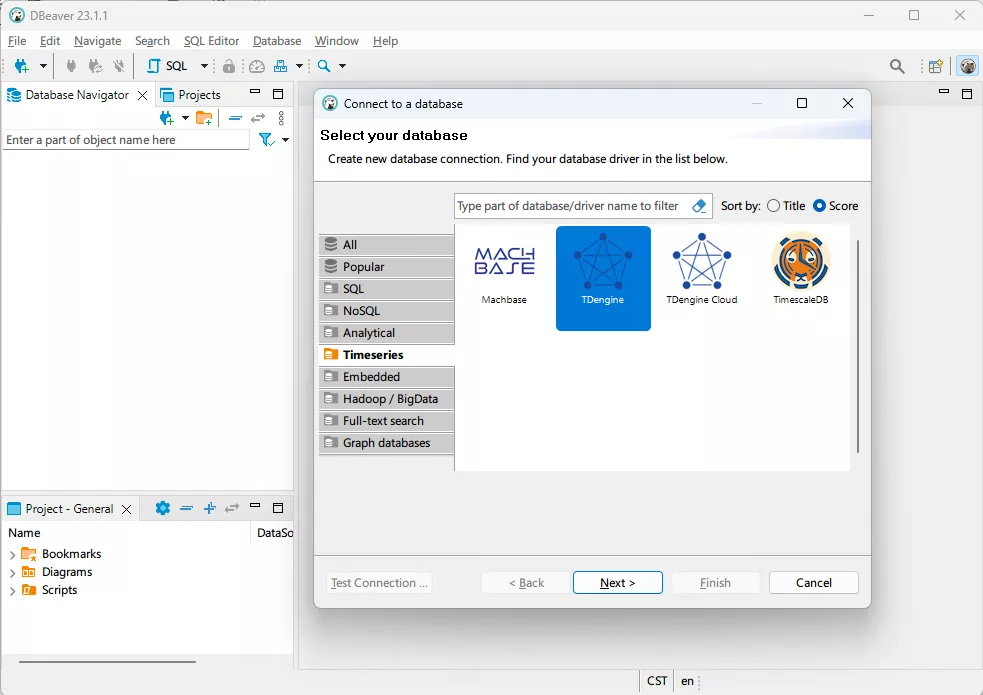 DBeaver 23.1.1
File Edit Navigate Search SQL Editor Database Window Help
SQL
Database Navigator Projects
Enter a part of object name here
Connect to a database
Select your database
Create new database connection. Find your database driver in the list below.
Type part of database/driver name to filter Sort by: Title Score
All
Popular
SQL
NoSQL
Analytical
Timeseries
Embedded
Hadoop / BigData
Full-text search
Graph databases
MACH
BASE
Machbase TDengine TDengine Cloud TimescaleDB
Test Connection ... < Back Next > Finish Cancel
Project - General
Name DataSo
Bookmarks
Diagrams
Scripts
CST en